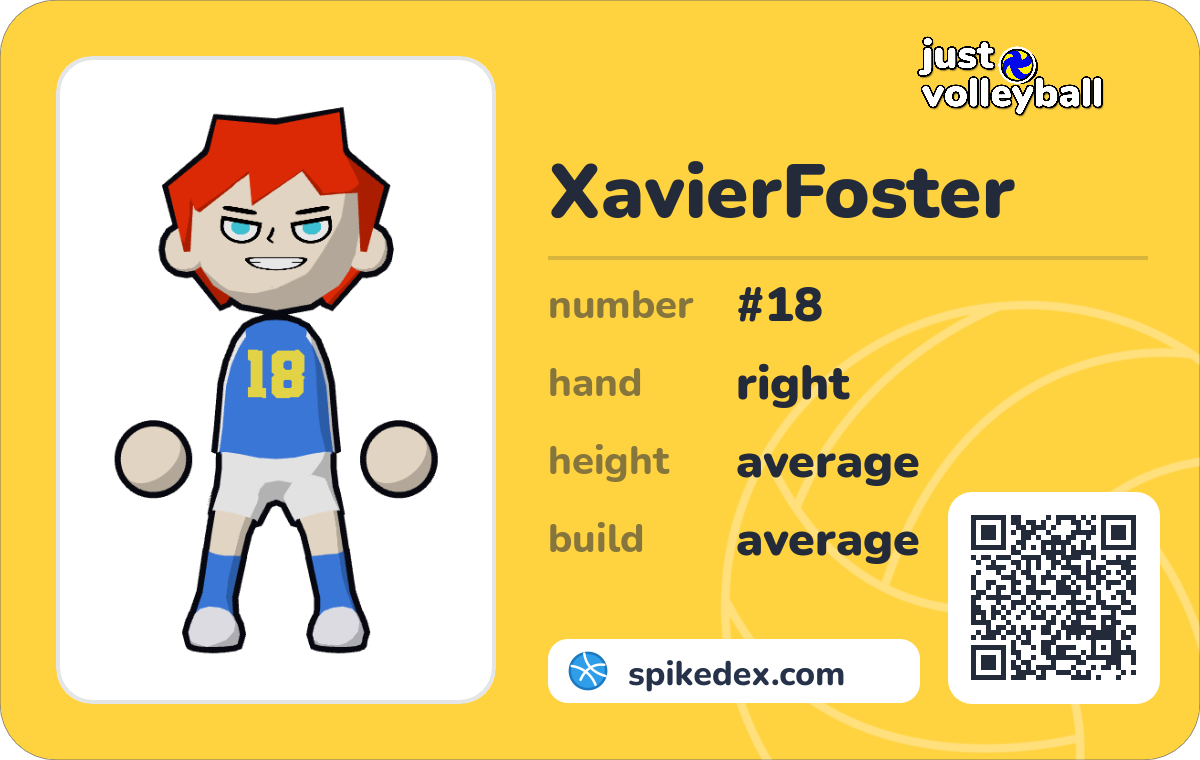 just
volleyball
XavierFoster
number #18
hand right
height average
build average
18
spikedex.com